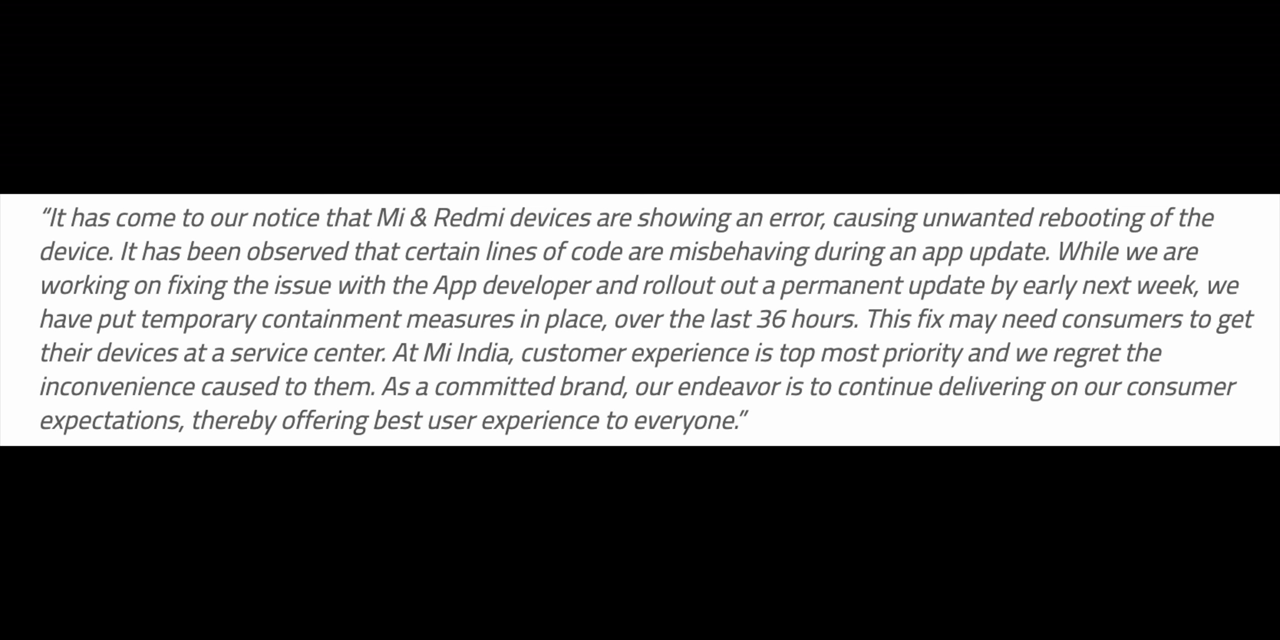 “It has come to our notice that Mi & Redmi devices are showing an error, causing unwanted rebooting of the
device. It has been observed that certain lines of code are misbehaving during an app update. While we are
working on fixing the issue with the App developer and rollout out a permanent update by early next week, we
have put temporary containment measures in place, over the last 36 hours. This fix may need consumers to get
their devices at a service center. At Mi India, customer experience is top most priority and we regret the
inconvenience caused to them. As a committed brand, our endeavor is to continue delivering on our consumer
expectations, thereby offering best user experience to everyone.”